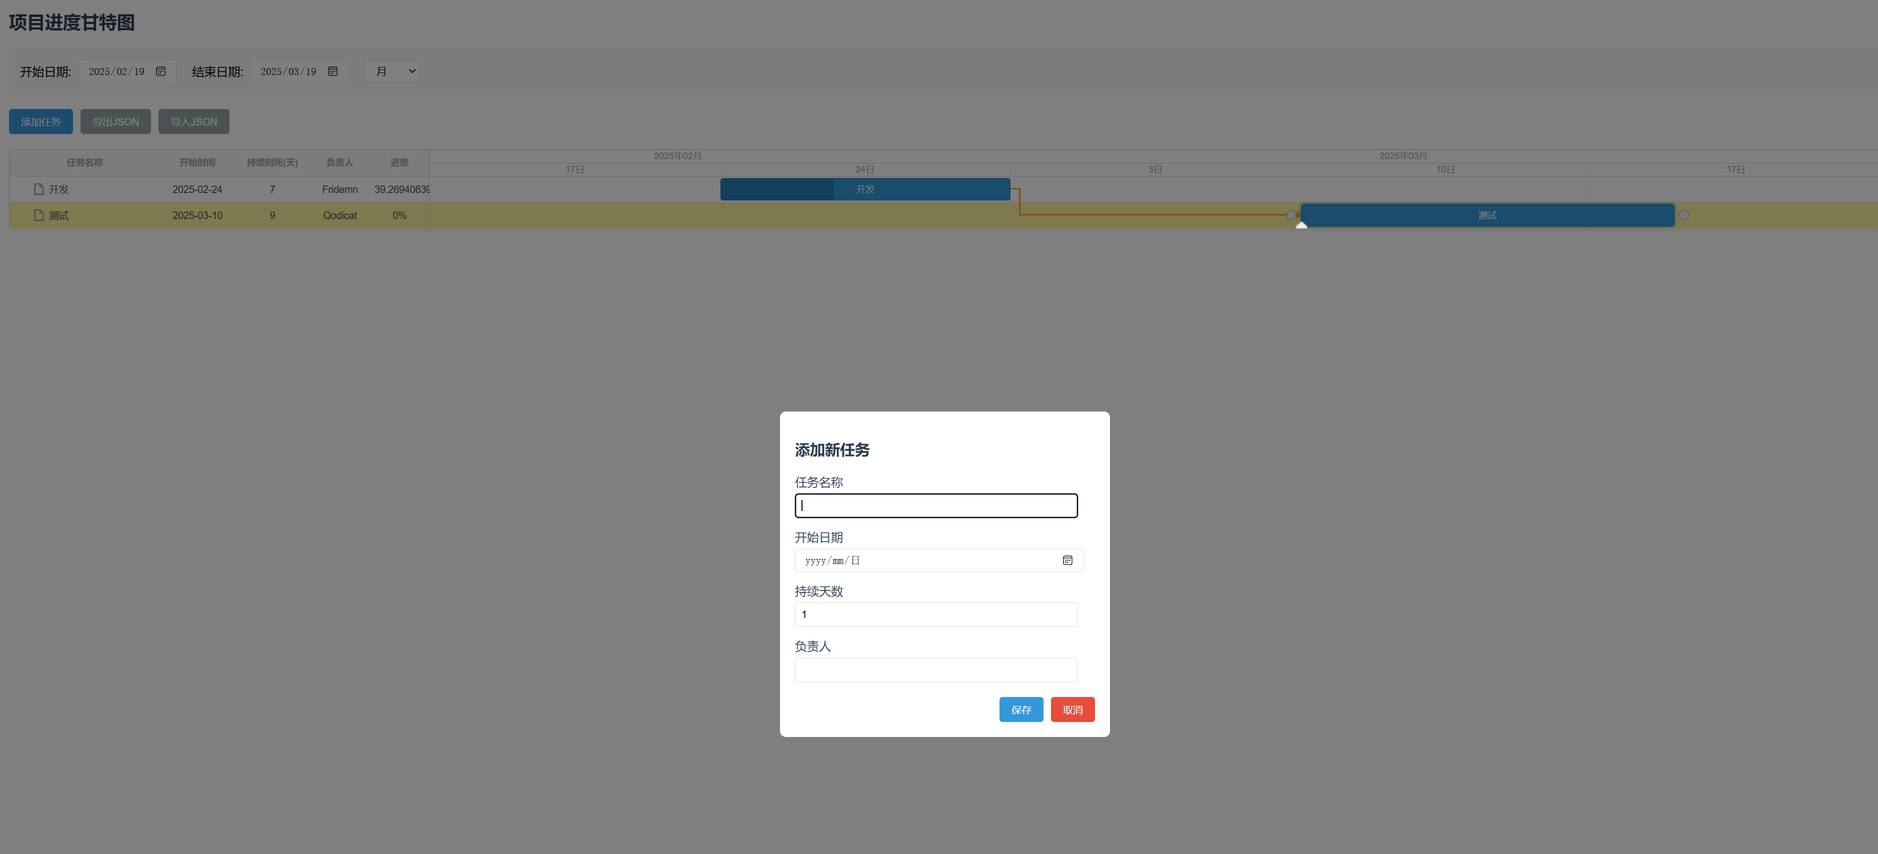 项目进度甘特图
开始日期: 2025/02/19 结束日期: 2025/03/19 月
添加任务 导出JSON 导入JSON
任务名称 开始时间 持续时间(天) 负责人 进度 2025年02月 2025年03月
17日 24日 3日 10日 17日
开发 2025-02-24 7 Fridemn 39.26940639 开发
测试 2025-03-10 9 Qodicat 0% 测试
添加新任务
任务名称
开始日期
yyyy/mm/日
持续天数
1
负责人
保存 取消